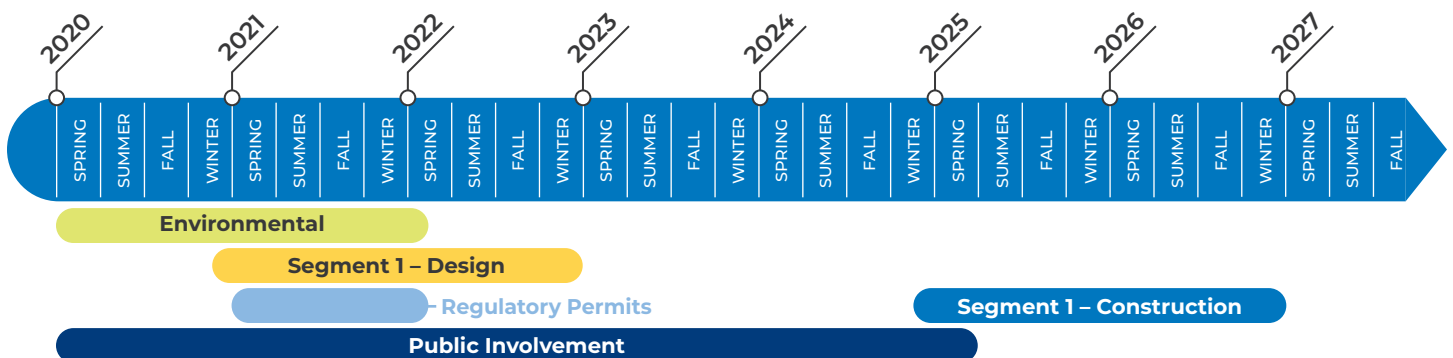 2020 2021 2022 2023 2024 2025 2026 2027
SPRING SUMMER FALL WINTER SPRING SUMMER FALL WINTER SPRING SUMMER FALL WINTER SPRING SUMMER FALL WINTER SPRING SUMMER FALL WINTER SPRING SUMMER FALL WINTER SPRING SUMMER FALL WINTER SPRING SUMMER FALL
Environmental
Segment 1 – Design
Regulatory Permits
Segment 1 – Construction
Public Involvement